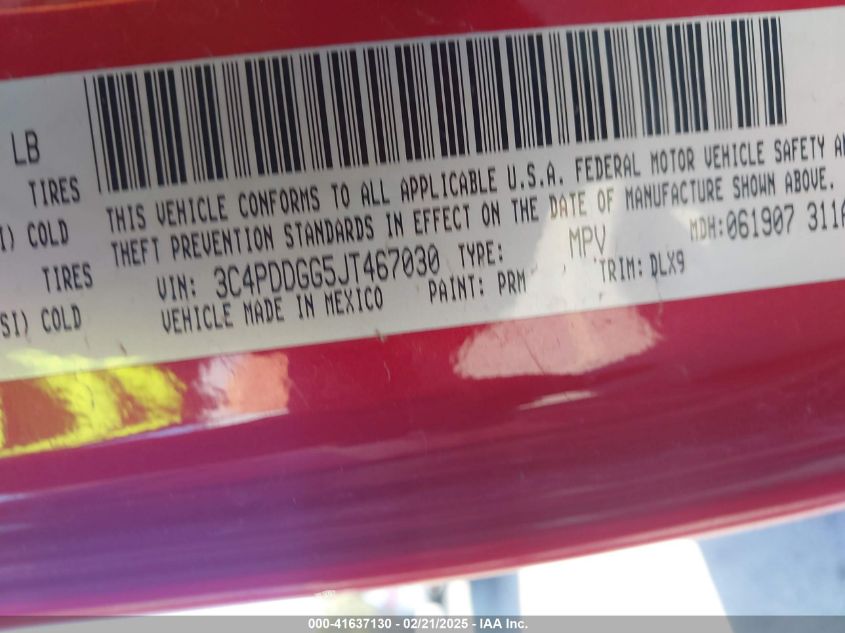 LB
TIRES
I) COLD
TIRES
SI) COLD
THIS VEHICLE CONFORMS TO ALL APPLICABLE U.S.A. FEDERAL MOTOR VEHICLE SAFETY AN
THEFT PREVENTION STANDARDS IN EFFECT ON THE DATE OF MANUFACTURE SHOWN ABOVE.
VIN: 3C4PDDGG5JT467030 TYPE: MPV MDH:061907 311A
VEHICLE MADE IN MEXICO PAINT: PRM TRIM: DLX9
000-41637130 - 02/21/2025 - IAA Inc.